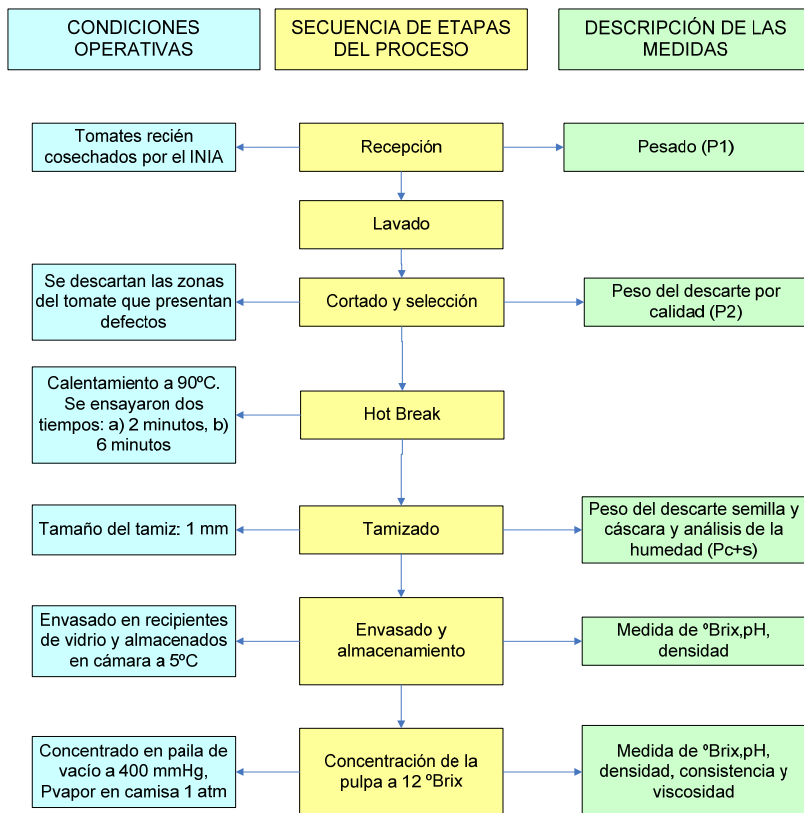 CONDICIONES
OPERATIVAS
SECUENCIA DE ETAPAS
DEL PROCESO
DESCRIPCIÓN DE LAS
MEDIDAS
Tomates recién
cosechados por el INIA
Recepción
Pesado (P1)
Lavado
Se descartan las zonas
del tomate que presentan
defectos
Cortado y selección
Peso del descarte por
calidad (P2)
Calentamiento a 90ºC.
Se ensayaron dos
tiempos: a) 2 minutos, b)
6 minutos
Hot Break
Tamaño del tamiz: 1 mm
Tamizado
Peso del descarte semilla y
cáscara y análisis de la
humedad (Pc+s)
Envasado en recipientes
de vidrio y almacenados
en cámara a 5ºC
Envasado y
almacenamiento
Medida de ºBrix,pH,
densidad
Concentrado en paila de
vacío a 400 mmHg,
Pvapor en camisa 1 atm
Concentración de la
pulpa a 12 ºBrix
Medida de ºBrix,pH,
densidad, consistencia y
viscosidad